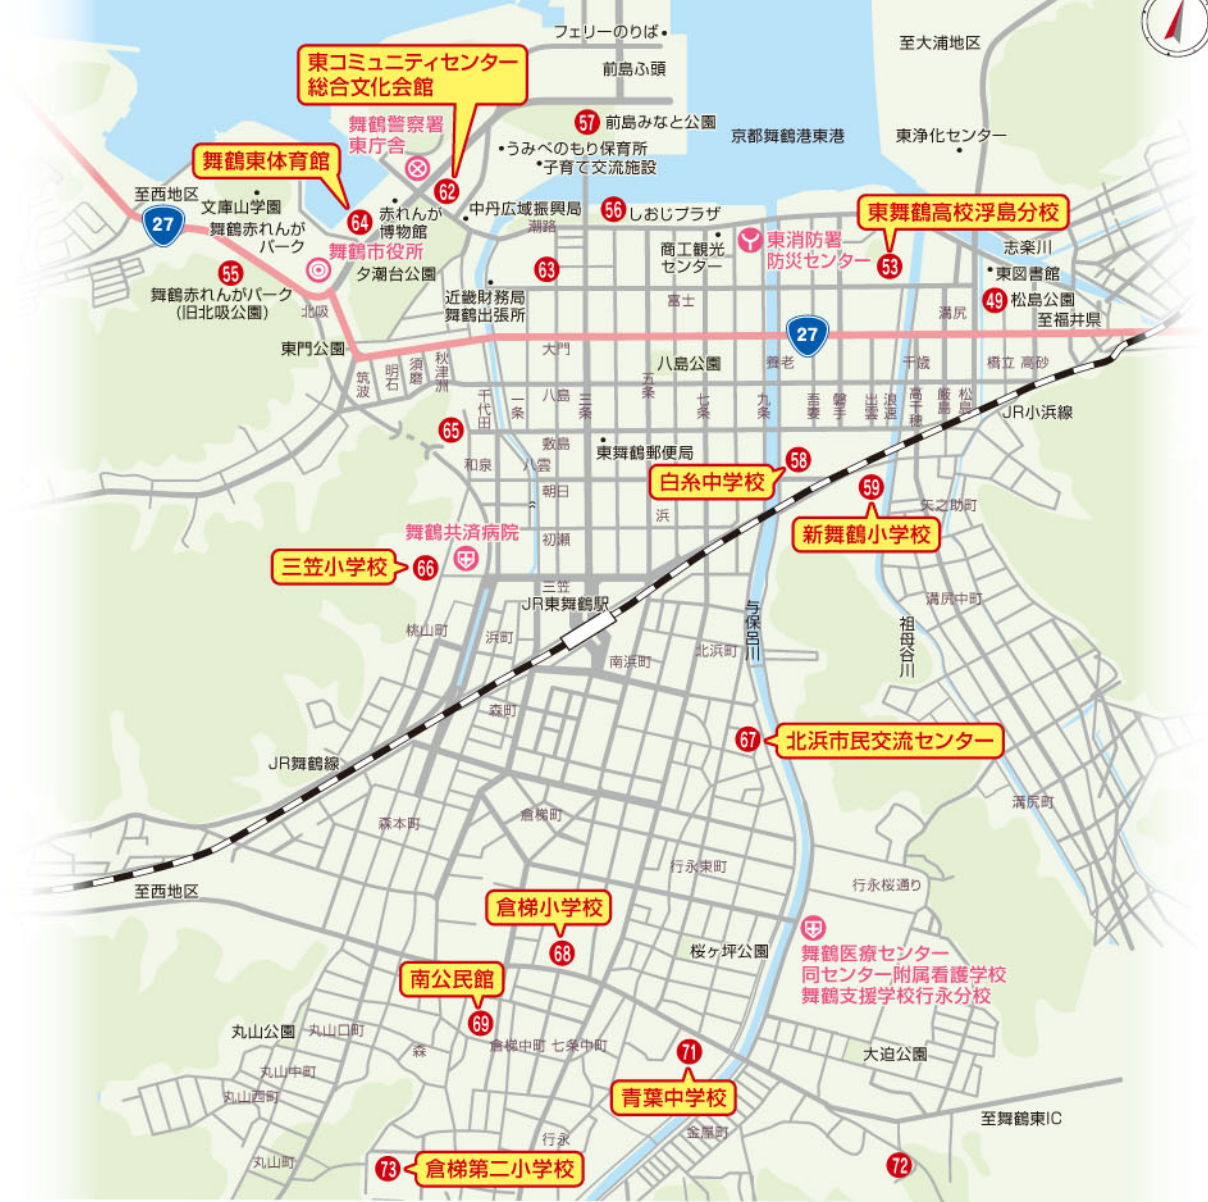 フェリーのりば
至大浦地区
東コミュニティセンター
総合文化会館
前島ふ頭
舞鶴警察署
東庁舎
57 前島みなと公園
京都舞鶴港東港
東浄化センター
うみべのもり保育所
子育て交流施設
舞鶴東体育館
62
至西地区
文庫山学園
27
64
赤れんが
博物館
中丹広域振興局
潮路
56 しおじプラザ
東舞鶴高校浮島分校
舞鶴赤れんが
パーク
舞鶴市役所
商工観光
センター
東消防署
防災センター
53
志楽川
東図書館
55
舞鶴赤れんがパーク
(旧北吸公園)
夕潮台公園
63
近畿財務局
舞鶴出張所
富士
49 松島公園
溝尻
至福井県
北吸
東門公園
大門
27
八島公園
養老
千歳
橋立
高砂
筑波
明石
須磨
秋津洲
千代田
一条
八島
三条
五条
七条
九条
吾妻
磐手
出雲
浪速
高千穂
厳島
松島
JR小浜線
65
敷島
東舞鶴郵便局
和泉
八雲
58
白糸中学校
朝日
59
浜
矢之助町
新舞鶴小学校
舞鶴共済病院
初瀬
三笠小学校
66
三笠
JR東舞鶴駅
与保呂川
溝尻中町
祖母谷川
桃山町
浜町
南浜町
北浜町
森町
67
北浜市民交流センター
JR舞鶴線
溝尻町
森本町
倉梯町
行永東町
行永桜通り
至西地区
倉梯小学校
68
桜ヶ坪公園
舞鶴医療センター
同センター附属看護学校
舞鶴支援学校行永分校
南公民館
69
丸山公園
丸山口町
森
倉梯中町
七条中町
71
大迫公園
丸山中町
丸山西町
青葉中学校
至舞鶴東IC
金屋町
行永
丸山町
73
倉梯第二小学校
72